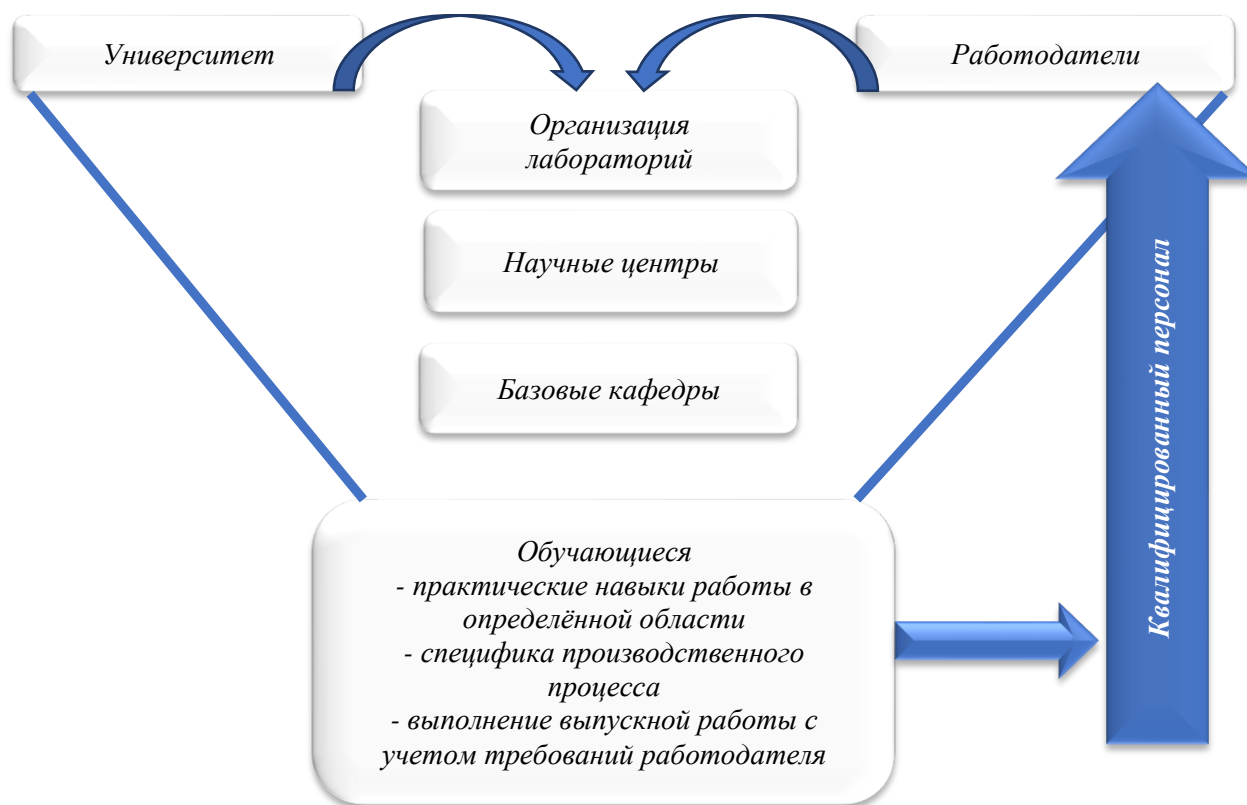 Университет
Работодатели
Организация
лабораторий
Научные центры
Базовые кафедры
Обучающиеся
- практические навыки работы в
определённой области
- специфика производственного
процесса
- выполнение выпускной работы с
учетом требований работодателя
Квалифицированный персонал